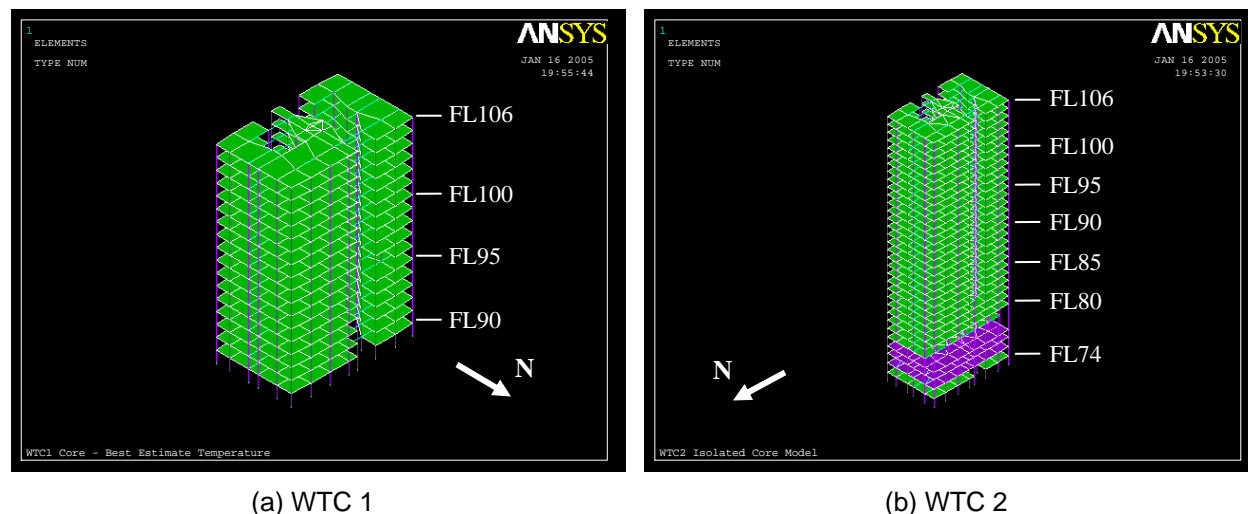 1
ELEMENTS
TYPE NUM
ANSYS
JAN 16 2005
19:55:44
FL106
FL100
FL95
FL90
N
WTC1 Core - Best Estimate Temperature
(a) WTC 1
1
ELEMENTS
TYPE NUM
ANSYS
JAN 16 2005
19:53:30
FL106
FL100
FL95
FL90
FL85
FL80
FL74
N
WTC2 Isolated Core Model
(b) WTC 2